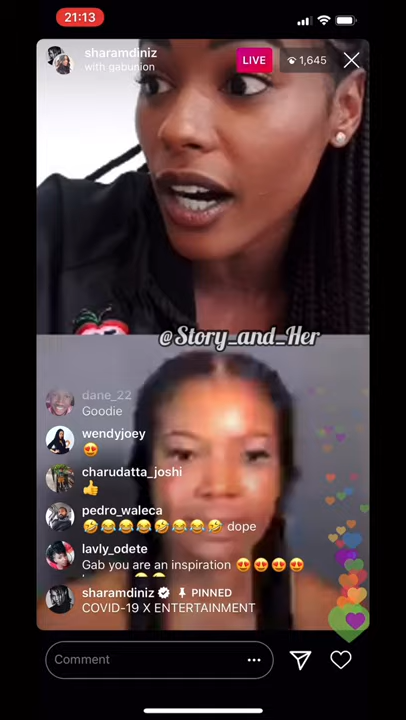 21:13
sharamdiniz
with gabunion
LIVE
1,645
@Story_and_Her
dane_22
Goodie
wendyjoey
😍
charudatta_joshi
👍
pedro_waleca
🤣😂😂😂😂🤣😂😂🤣 dope
lavly_odete
Gab you are an inspiration 😍😍😍😍
sharamdiniz PINNED
COVID-19 X ENTERTAINMENT
Comment